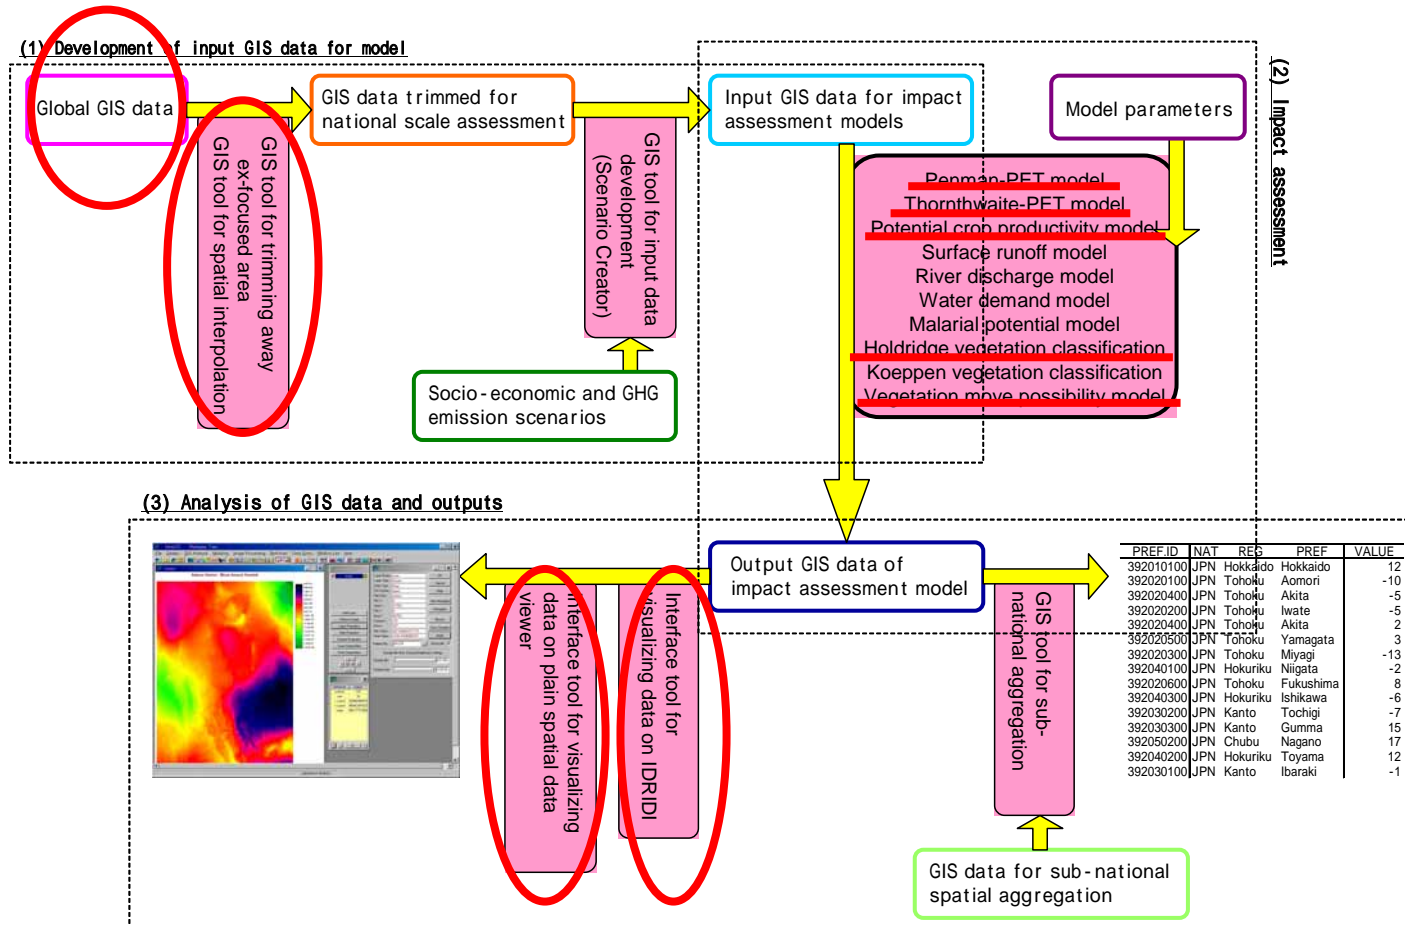 (1) Development of input GIS data for model
Global GIS data
GIS data trimmed for
national scale assessment
Input GIS data for impact
assessment models
Model parameters
(2) Impact assessment
GIS tool for trimming away
ex-focused area
GIS tool for spatial interpolation
GIS tool for input data
development
(Scenario Creator)
Socio-economic and GHG
emission scenarios
Penman-PET model
Thornthwaite-PET model
Potential crop productivity model
Surface runoff model
River discharge model
Water demand model
Malarial potential model
Holdridge vegetation classification
Koeppen vegetation classification
Vegetation move possibility model
(3) Analysis of GIS data and outputs
Output GIS data of
impact assessment model
Interface tool for visualizing
data on plain spatial data
viewer
Interface tool for
visualizing data on IDRIDI
GIS tool for sub-
national aggregation
GIS data for sub-national
spatial aggregation
PREF.ID NAT REG PREF VALUE
392010100 JPN Hokkaido Hokkaido 12
392020100 JPN Tohoku Aomori -10
392020400 JPN Tohoku Akita -5
392020200 JPN Tohoku Iwate -5
392020400 JPN Tohoku Akita 2
392020500 JPN Tohoku Yamagata 3
392020300 JPN Tohoku Miyagi -13
392040100 JPN Hokuriku Niigata -2
392020600 JPN Tohoku Fukushima 8
392040300 JPN Hokuriku Ishikawa -6
392030200 JPN Kanto Tochigi -7
392030300 JPN Kanto Gumma 15
392050200 JPN Chubu Nagano 17
392040200 JPN Hokuriku Toyama 12
392030100 JPN Kanto Ibaraki -1